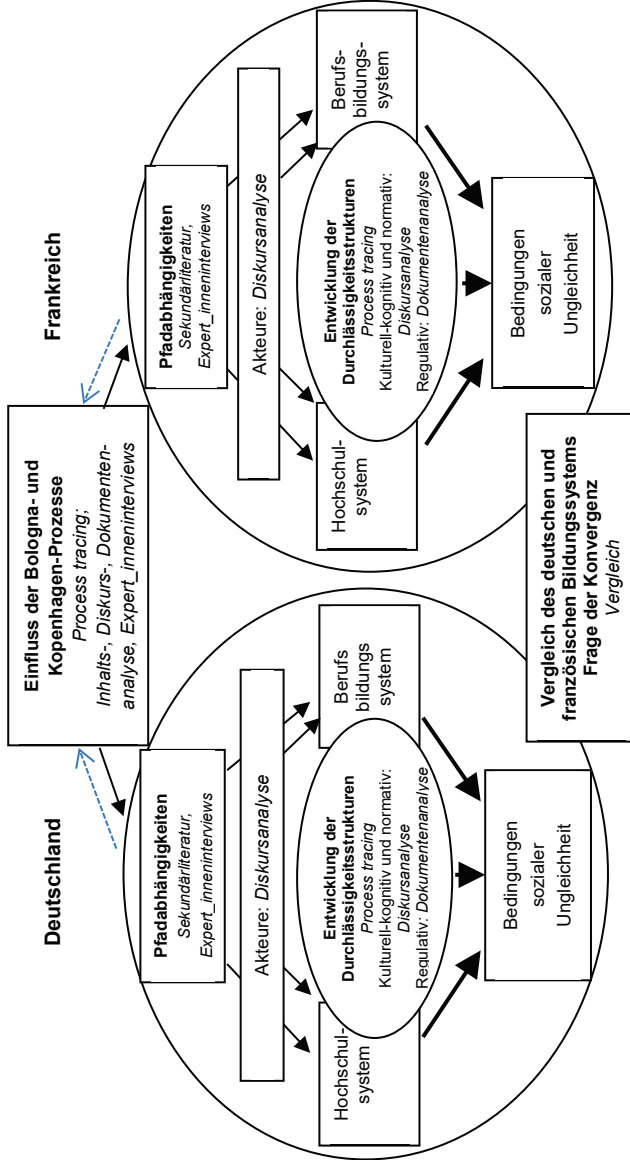 Deutschland
Frankreich
Einfluss der Bologna- und
Kopenhagen-Prozesse
Process tracing;
Inhalts-, Diskurs-, Dokumenten-
analyse, Expert_inneninterviews
Pfadabhängigkeiten
Sekundärliteratur,
Expert_inneninterviews
Akteure: Diskursanalyse
Hochschul-
system
Entwicklung der
Durchlässigkeitsstrukturen
Process tracing
Kulturell-kognitiv und normativ:
Diskursanalyse
Regulativ: Dokumentenanalyse
Berufs
bildungs
system
Bedingungen
sozialer
Ungleichheit
Pfadabhängigkeiten
Sekundärliteratur,
Expert_inneninterviews
Akteure: Diskursanalyse
Hochschul-
system
Entwicklung der
Durchlässigkeitsstrukturen
Process tracing
Kulturell-kognitiv und normativ:
Diskursanalyse
Regulativ: Dokumentenanalyse
Berufs-
bildungs-
system
Bedingungen
sozialer
Ungleichheit
Vergleich des deutschen und
französischen Bildungssystems
Frage der Konvergenz
Vergleich